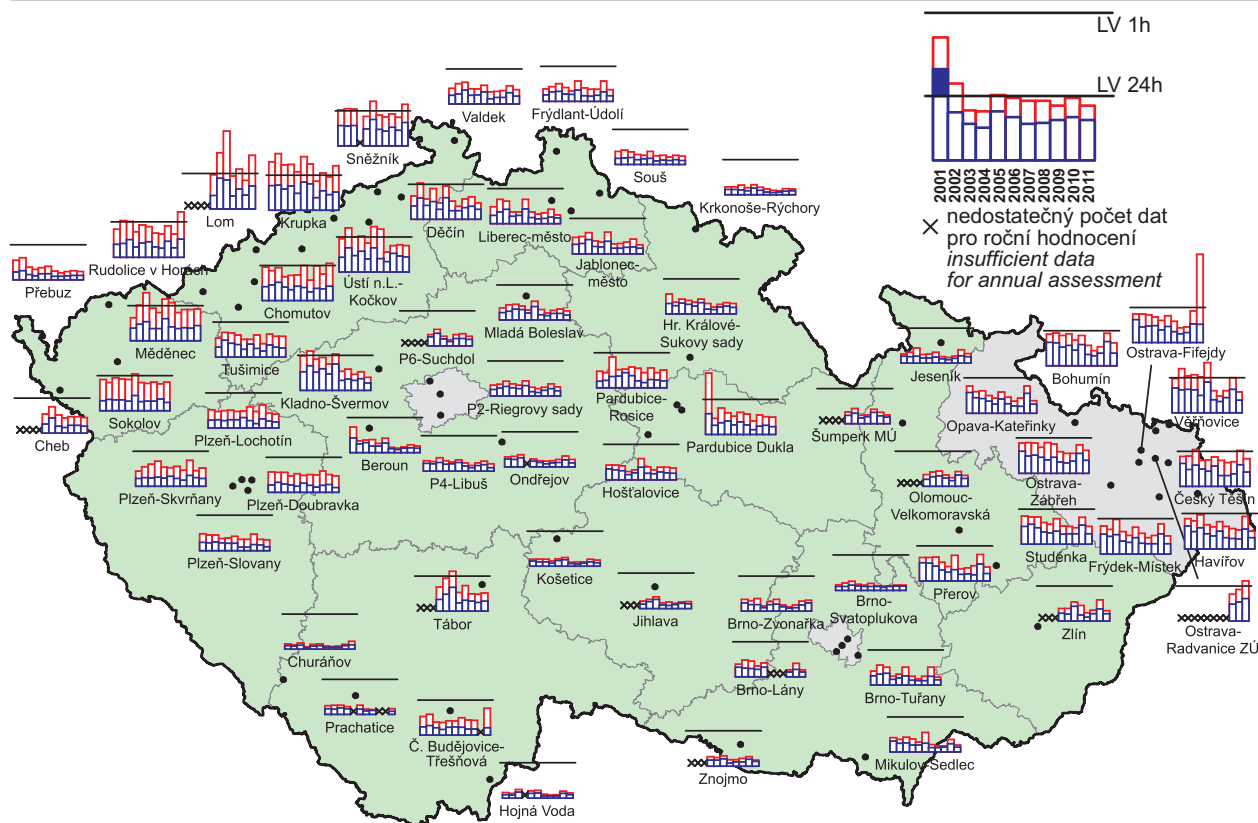 LV 1h
LV 24h
2001
2002
2003
2004
2005
2006
2007
2008
2009
2010
2011
× nedostatečný počet dat
pro roční hodnocení
insufficient data
for annual assessment
Valdek
Frýdlant-Údolí
Sněžník
Souš
Krkonoše-Rýchory
Lom
Krupka
Děčín
Liberec-město
Jablonec-
město
Rudolice v Horách
Přebuz
Ústí n.L.-
Kočkov
Chomutov
Měděnec
Tušimice
Mladá Boleslav
Hr. Králové-
Sukovy sady
P6-Suchdol
Kladno-Švermov
P2-Riegrovy sady
Pardubice-
Rosice
Pardubice Dukla
Jeseník
Bohumín
Ostrava-Fifejdy
Věřňovice
Opava-Kateřinky
Šumperk MÚ
Cheb
Sokolov
Plzeň-Lochotín
Beroun
P4-Libuš
Ondřejov
Hošťalovice
Plzeň-Skvrňany
Plzeň-Doubravka
Olomouc-
Velkomoravská
Ostrava-
Zábřeh
Český Těšín
Plzeň-Slovany
Košetice
Studénka
Frýdek-Místek
Havířov
Tábor
Jihlava
Brno-Zvonařka
Brno-
Svatoplukova
Přerov
Zlín
Ostrava-
Radvanice ZÚ
Churáňov
Brno-Lány
Brno-Tuřany
Prachatice
Č. Budějovice-
Třešňová
Znojmo
Mikulov-Sedlec
Hojná Voda